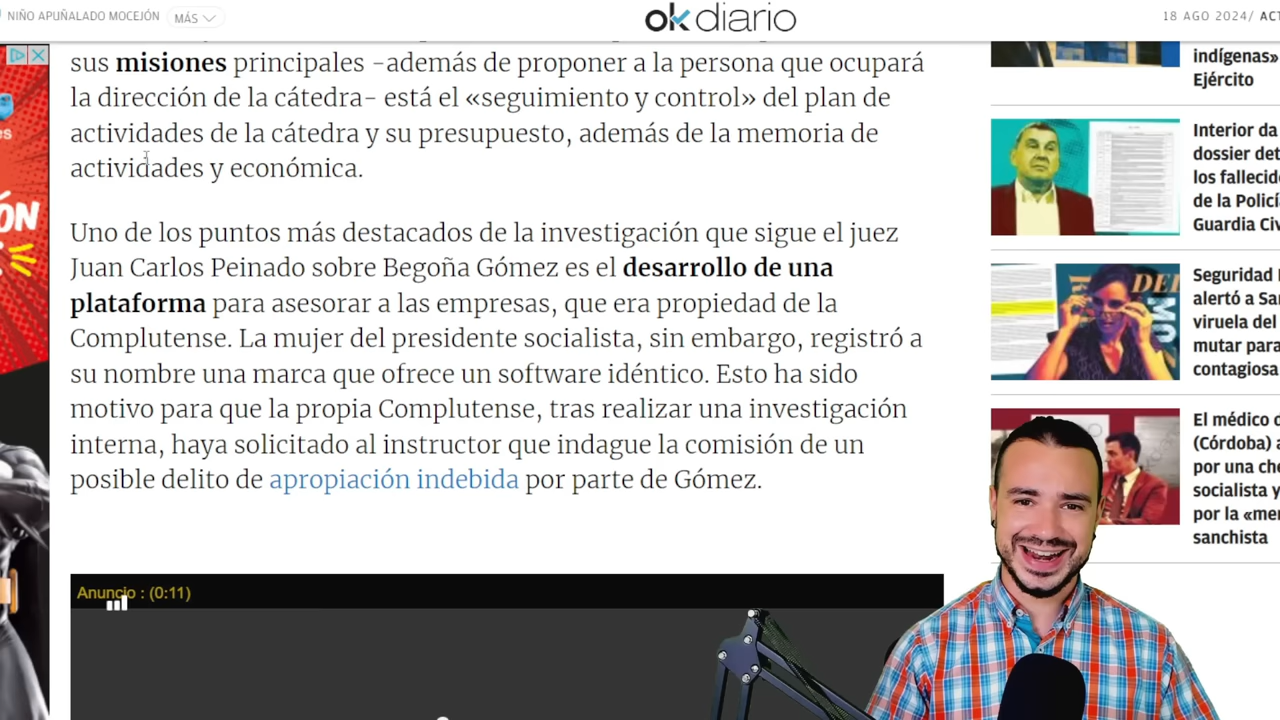 NIÑO APUÑALADO MOCEJÓN
MÁS
okdiario
18 AGO 2024/ ACT
sus misiones principales -además de proponer a la persona que ocupará
la dirección de la cátedra- está el «seguimiento y control» del plan de
actividades de la cátedra y su presupuesto, además de la memoria de
actividades y económica.
Uno de los puntos más destacados de la investigación que sigue el juez
Juan Carlos Peinado sobre Begoña Gómez es el desarrollo de una
plataforma para asesorar a las empresas, que era propiedad de la
Complutense. La mujer del presidente socialista, sin embargo, registró a
su nombre una marca que ofrece un software idéntico. Esto ha sido
motivo para que la propia Complutense, tras realizar una investigación
interna, haya solicitado al instructor que indague la comisión de un
posible delito de apropiación indebida por parte de Gómez.
Anuncio : (0:11)
indígenas»
Ejército
Interior da
dossier det
los fallecid
de la Policí
Guardia Civ
Seguridad
alertó a Sa
viruela del
mutar para
contagiosa
El médico d
(Córdoba) a
por una che
socialista y
por la «me
sanchista